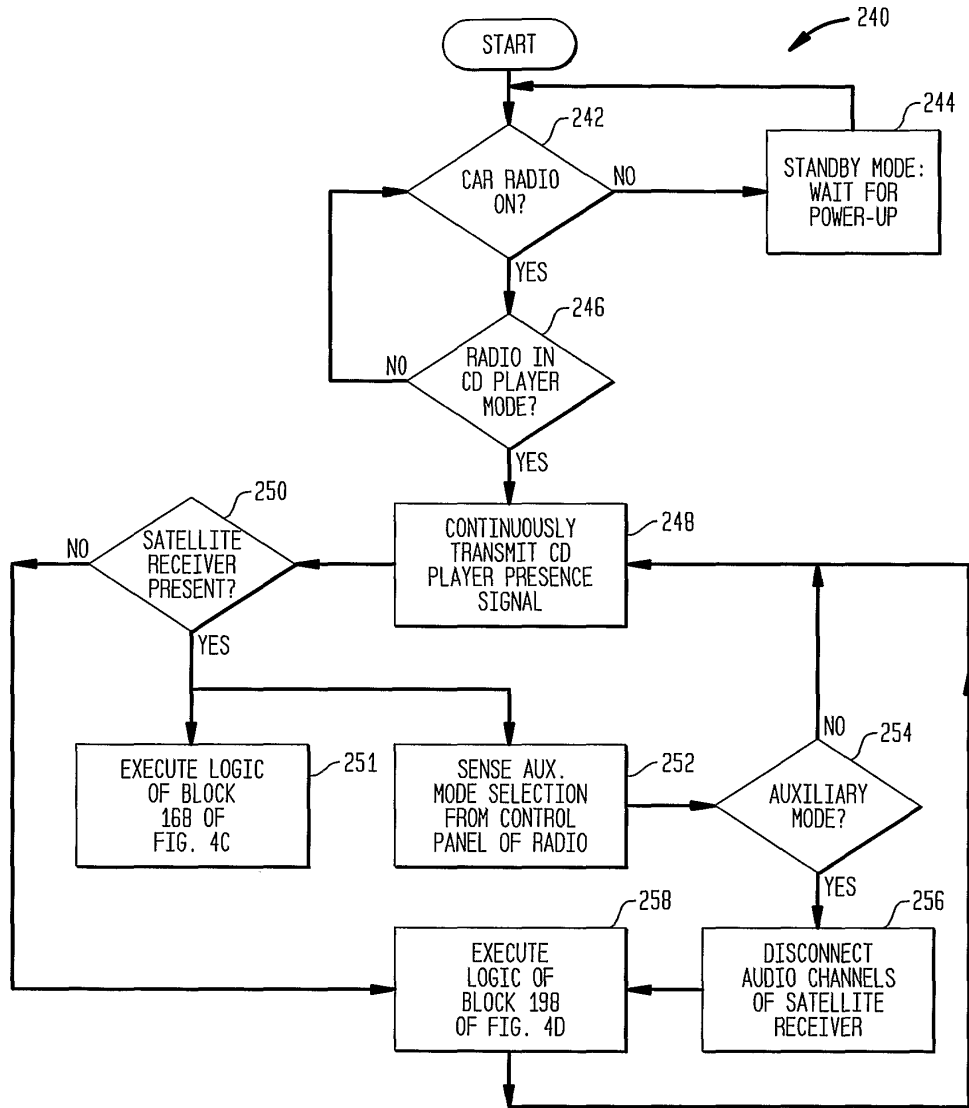 240
START
242
CAR RADIO
ON?
NO
YES
244
STANDBY MODE:
WAIT FOR
POWER-UP
246
RADIO IN
CD PLAYER
MODE?
NO
YES
248
CONTINUOUSLY
TRANSMIT CD
PLAYER PRESENCE
SIGNAL
250
SATELLITE
RECEIVER
PRESENT?
NO
YES
251
EXECUTE LOGIC
OF BLOCK
168 OF
FIG. 4C
252
SENSE AUX.
MODE SELECTION
FROM CONTROL
PANEL OF RADIO
254
AUXILIARY
MODE?
NO
YES
256
DISCONNECT
AUDIO CHANNELS
OF SATELLITE
RECEIVER
258
EXECUTE
LOGIC OF
BLOCK 198
OF FIG. 4D